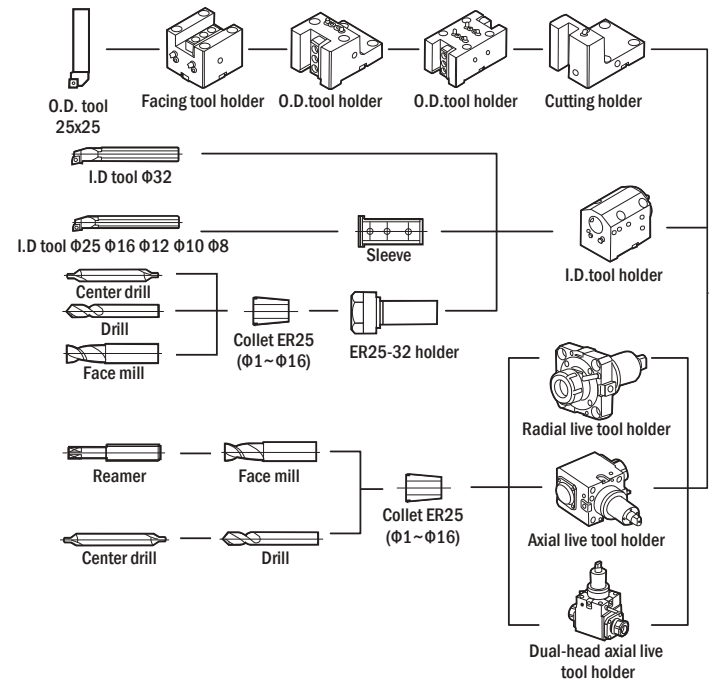 O.D. tool
25x25
Facing tool holder
O.D.tool holder
O.D.tool holder
Cutting holder
I.D tool Φ32
I.D tool Φ25 Φ16 Φ12 Φ10 Φ8
Sleeve
I.D.tool holder
Center drill
Drill
Face mill
Collet ER25
(Φ1~Φ16)
ER25-32 holder
Radial live tool holder
Reamer
Face mill
Collet ER25
(Φ1~Φ16)
Axial live tool holder
Center drill
Drill
Dual-head axial live
tool holder